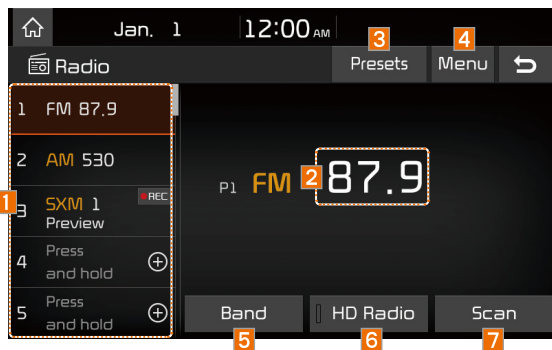 Jan. 1 12:00 AM
3
4
Radio
Presets
Menu
1 FM 87.9
2 AM 530
3 SXM 1
REC
Preview
4 Press
and hold
5 Press
and hold
1
P1 FM
2
87.9
Band
HD Radio
Scan
5
6
7